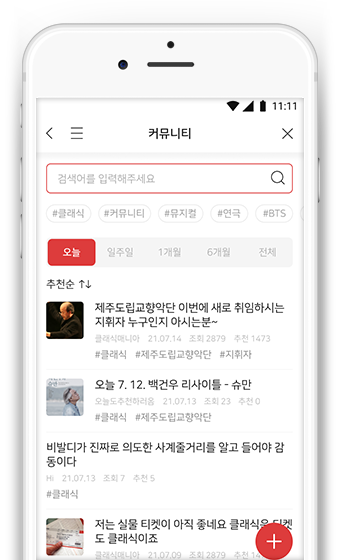 11:11
커뮤니티
검색어를 입력해주세요
#클래식 #커뮤니티 #뮤지컬 #연극 #BTS
오늘 일주일 1개월 6개월 전체
추천순 ↑↓
제주도립교향악단 이번에 새로 취임하시는
지휘자 누구인지 아시는분~
클래식매니아 21.07.14 조회 2879 추천 1473
#클래식 #제주도립교향악단 #지휘자
오늘 7. 12. 백건우 리사이틀 - 슈만
오늘도추천하러옴 21.07.13 조회 23 추천 0
#클래식 #제주도립교향악단
비발디가 진짜로 의도한 사계줄거리를 알고 들어야 감
동이다
Hi 21.07.13 조회 7 추천 5
#클래식
저는 실물 티켓이 아직 좋네요 클래식은 티켓
도 클래식이죠
클래식매니아 21.07.13 조회 2879